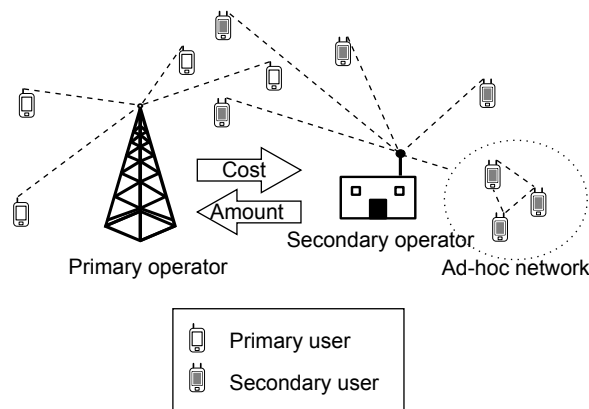 Cost
Amount
Secondary operator
Primary operator
Ad-hoc network
Primary user
Secondary user